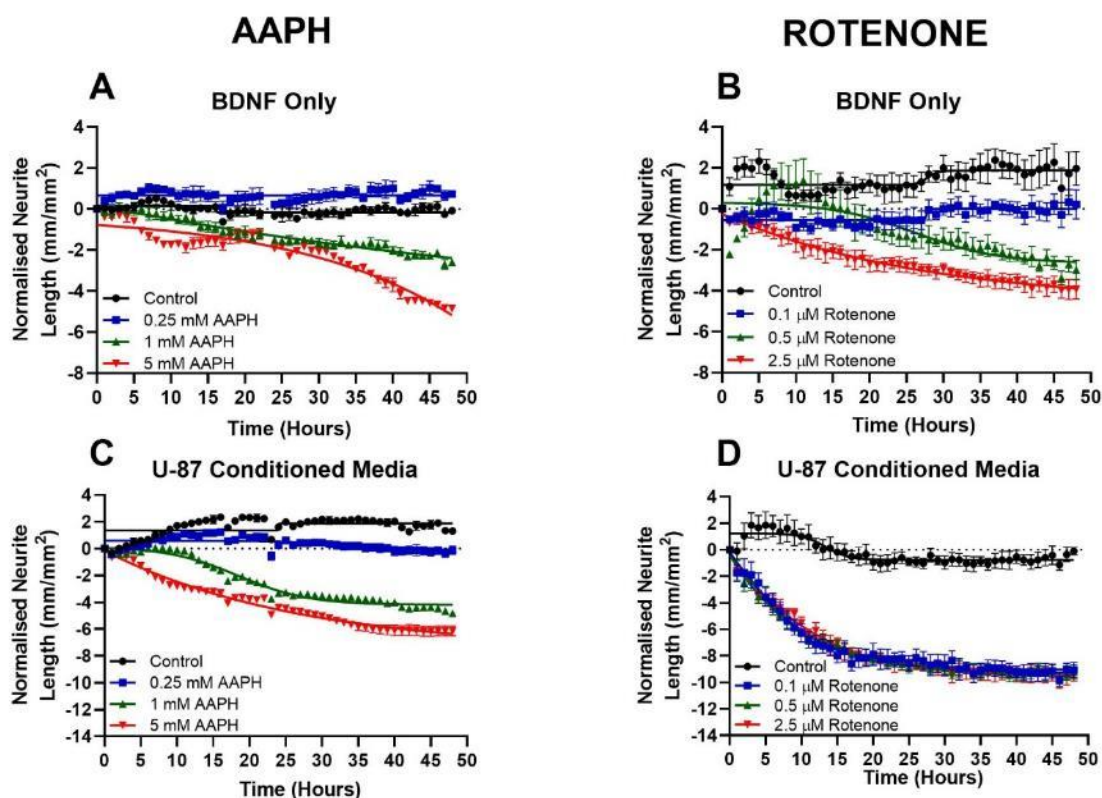 AAPH
ROTENONE
A
BDNF Only
Normalised Neurite
Length (mm/mm²)
4
2
0
-2
-4
-6
-8
Control
0.25 mM AAPH
1 mM AAPH
5 mM AAPH
0 5 10 15 20 25 30 35 40 45 50
Time (Hours)
B
BDNF Only
Normalised Neurite
Length (mm/mm²)
4
2
0
-2
-4
-6
-8
Control
0.1 μM Rotenone
0.5 μM Rotenone
2.5 μM Rotenone
0 5 10 15 20 25 30 35 40 45 50
Time (Hours)
C
U-87 Conditioned Media
Normalised Neurite
Length (mm/mm²)
4
2
0
-2
-4
-6
-8
-10
-12
-14
Control
0.25 mM AAPH
1 mM AAPH
5 mM AAPH
0 5 10 15 20 25 30 35 40 45 50
Time (Hours)
D
U-87 Conditioned Media
Normalised Neurite
Length (mm/mm²)
4
2
0
-2
-4
-6
-8
-10
-12
-14
Control
0.1 μM Rotenone
0.5 μM Rotenone
2.5 μM Rotenone
0 5 10 15 20 25 30 35 40 45 50
Time (Hours)